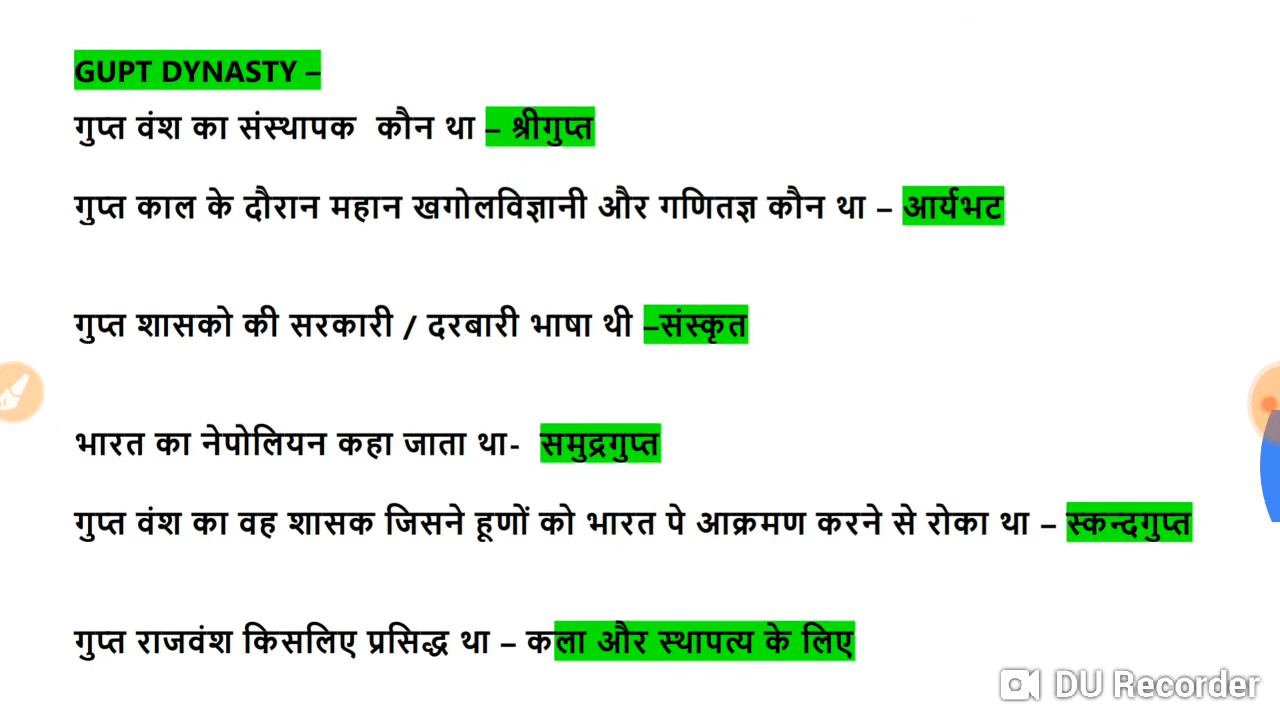 GUPT DYNASTY –
गुप्त वंश का संस्थापक कौन था – श्रीगुप्त
गुप्त काल के दौरान महान खगोलविज्ञानी और गणितज्ञ कौन था – आर्यभट
गुप्त शासको की सरकारी / दरबारी भाषा थी –संस्कृत
भारत का नेपोलियन कहा जाता था- समुद्रगुप्त
गुप्त वंश का वह शासक जिसने हूणों को भारत पे आक्रमण करने से रोका था – स्कन्दगुप्त
गुप्त राजवंश किसलिए प्रसिद्ध था – कला और स्थापत्य के लिए
DU Recorder